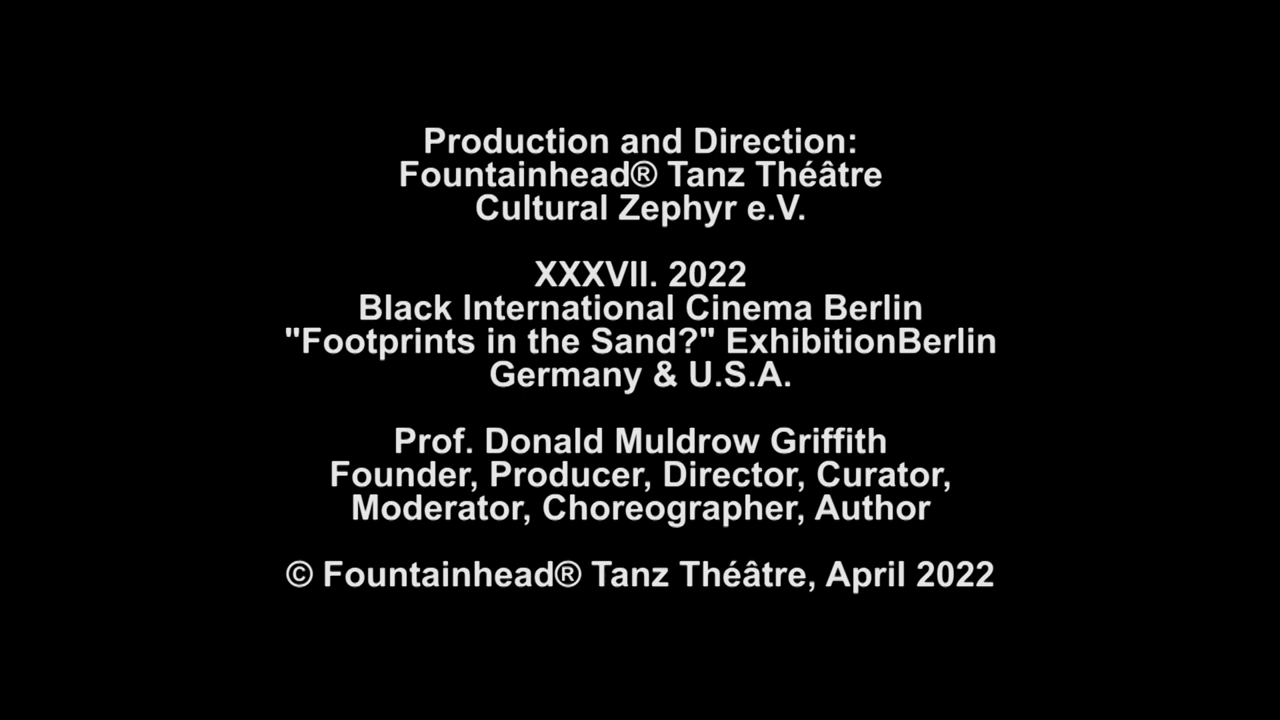 Production and Direction:
Fountainhead® Tanz Théâtre
Cultural Zephyr e.V.
XXXVII. 2022
Black International Cinema Berlin
"Footprints in the Sand?" ExhibitionBerlin
Germany & U.S.A.
Prof. Donald Muldrow Griffith
Founder, Producer, Director, Curator,
Moderator, Choreographer, Author
© Fountainhead® Tanz Théâtre, April 2022